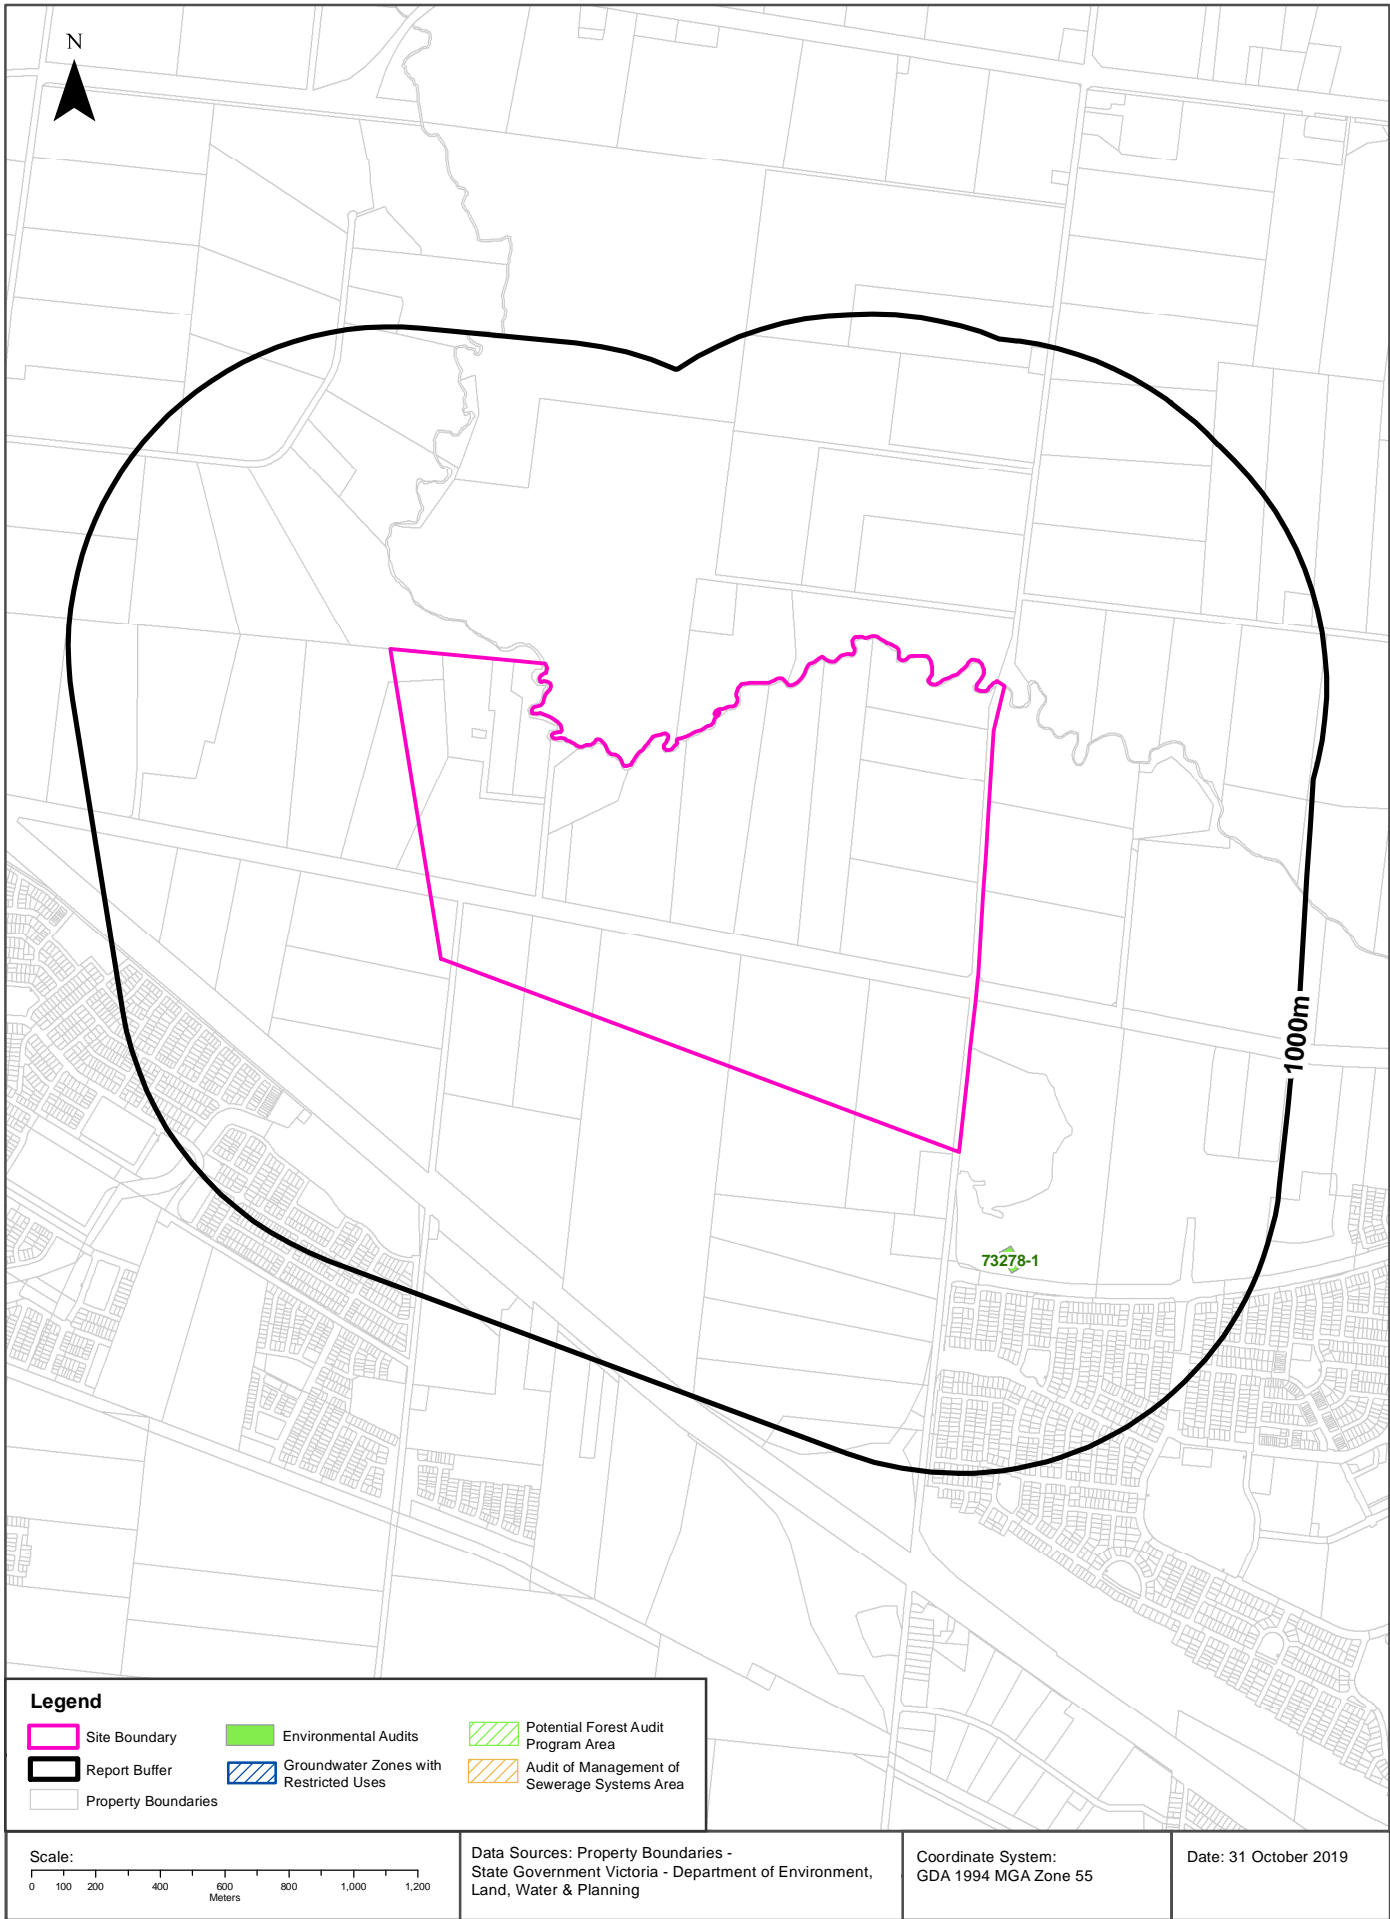 N
1000m
73278-1
Legend
Site Boundary
Report Buffer
Property Boundaries
Environmental Audits
Groundwater Zones with
Restricted Uses
Potential Forest Audit
Program Area
Audit of Management of
Sewerage Systems Area
Scale:
0 100 200 400 600 800 1,000 1,200
Meters
Data Sources: Property Boundaries -
State Government Victoria - Department of Environment,
Land, Water & Planning
Coordinate System:
GDA 1994 MGA Zone 55
Date: 31 October 2019